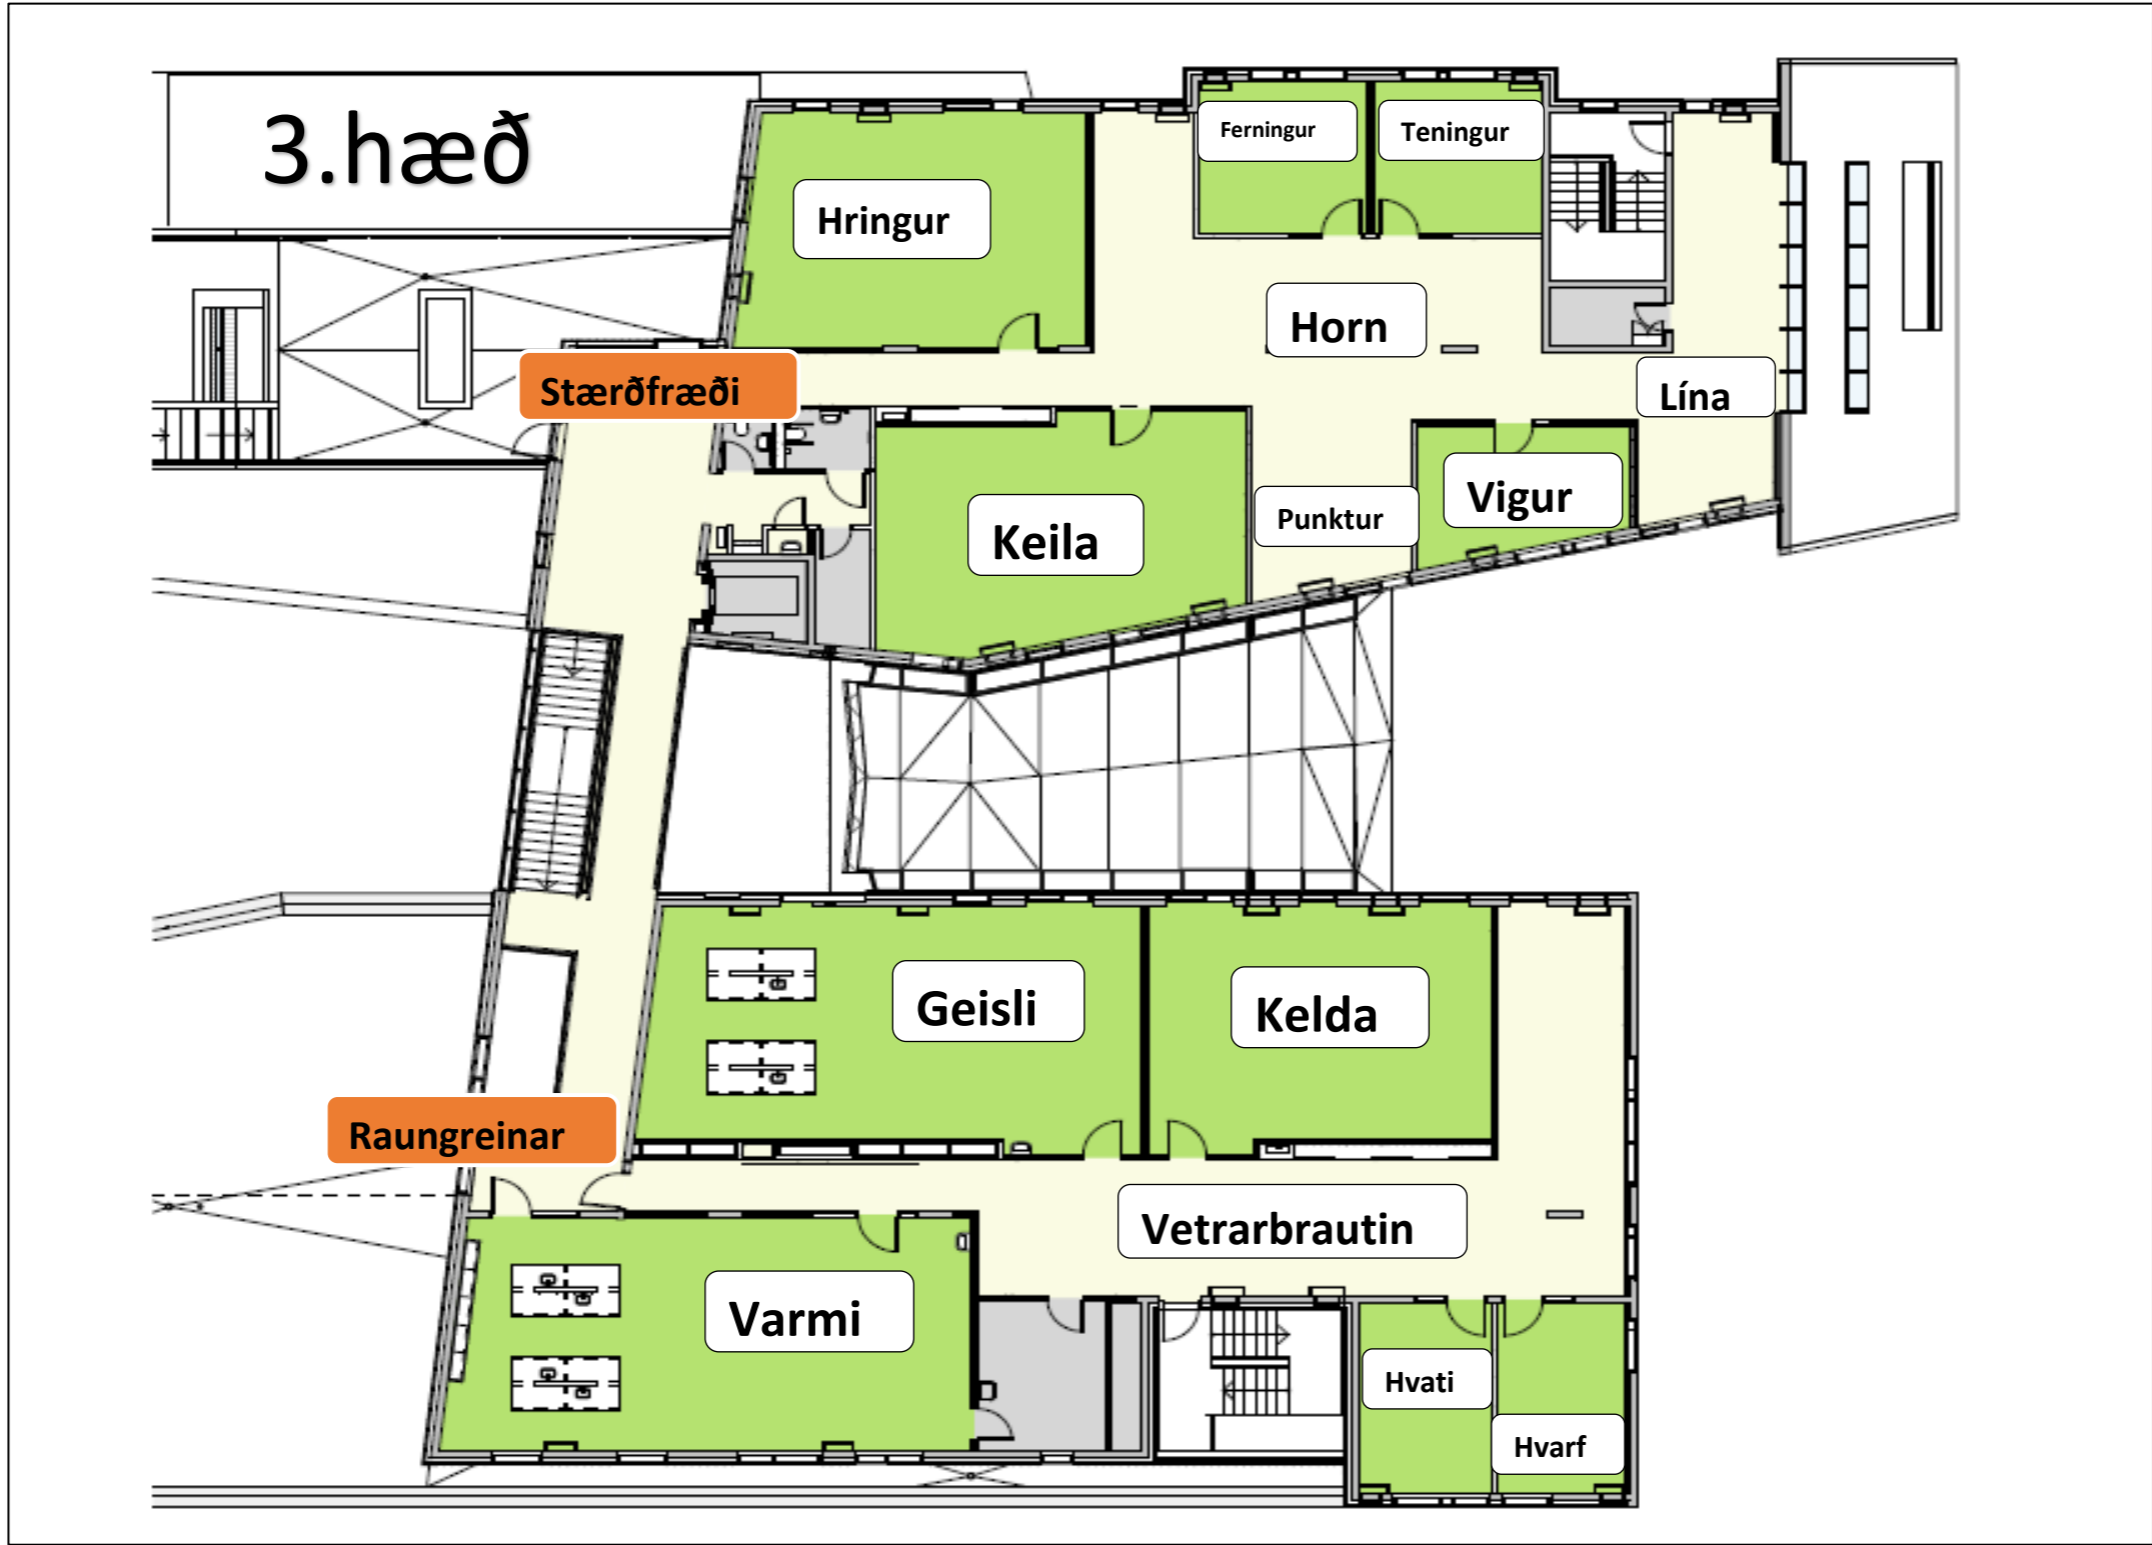 3.hæð
Ferningur
Teningur
Hringur
Horn
Stærðfræði
Lína
Vigur
Punktur
Keila
Geisli
Kelda
Raungreinar
Vetrarbrautin
Varmi
Hvati
Hvarf